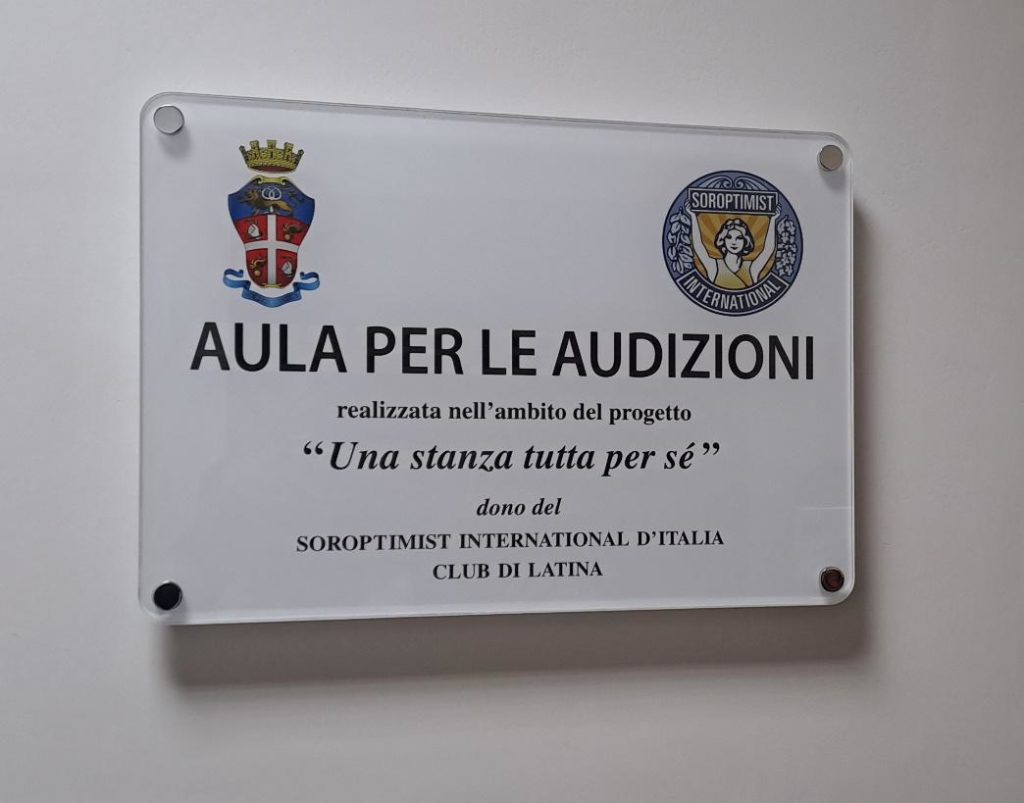 SOROPTIMIST
INTERNATIONAL
AULA PER LE AUDIZIONI
realizzata nell'ambito del progetto
“Una stanza tutta per sé”
dono del
SOROPTIMIST INTERNATIONAL D'ITALIA
CLUB DI LATINA